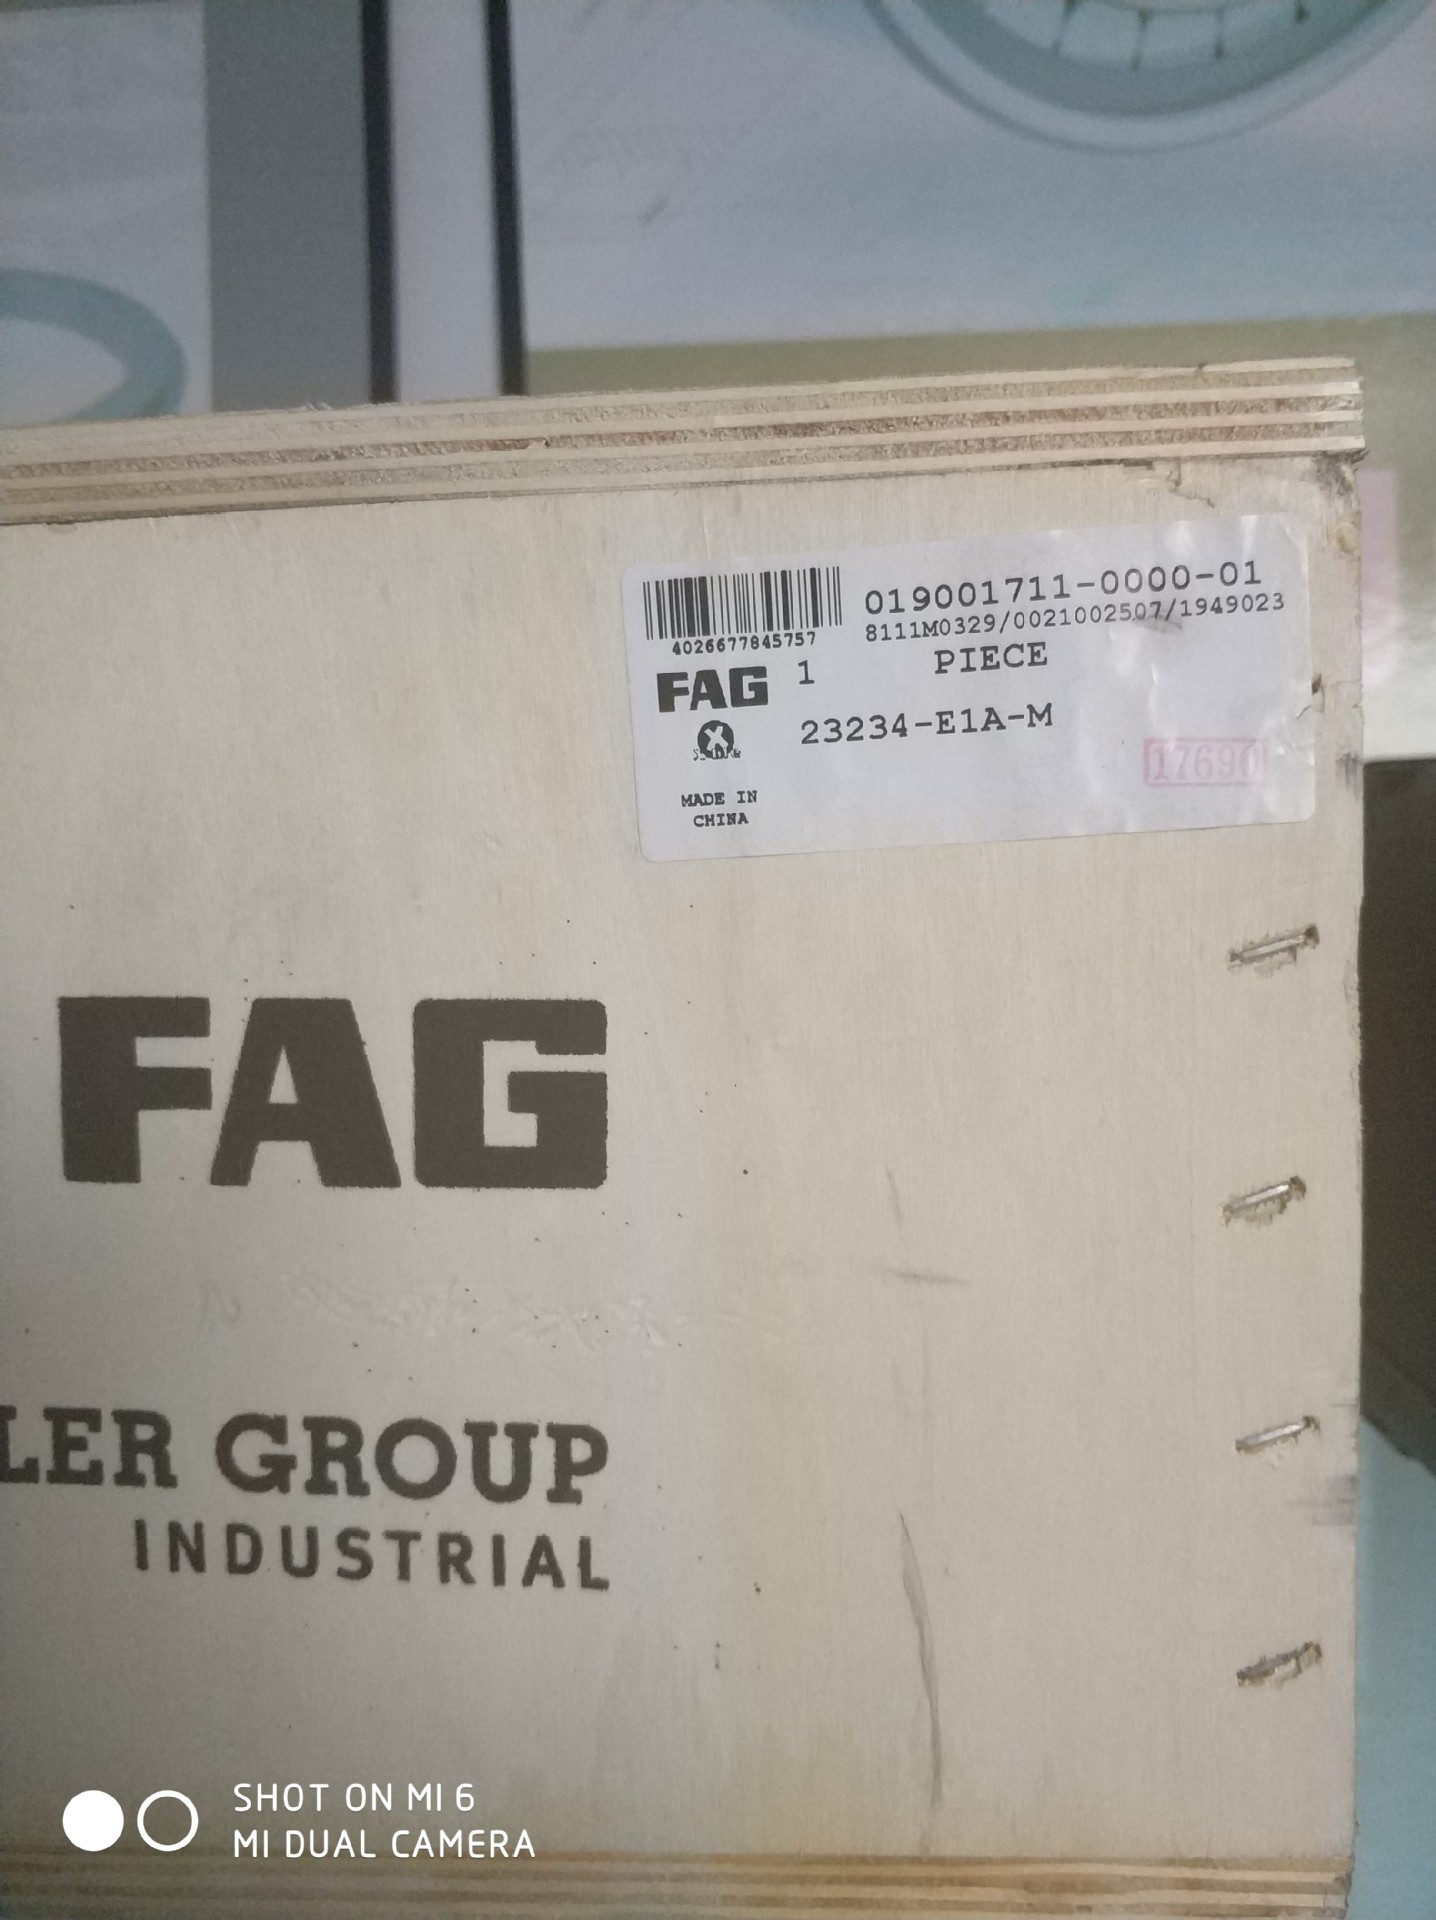 4026677845757
019001711-0000-01
8111M0329/0021002507/1949023
FAG
1 PIECE
23234-E1A-M
MADE IN
CHINA
17690
FAG
LER GROUP
INDUSTRIAL
SHOT ON MI 6
MI DUAL CAMERA